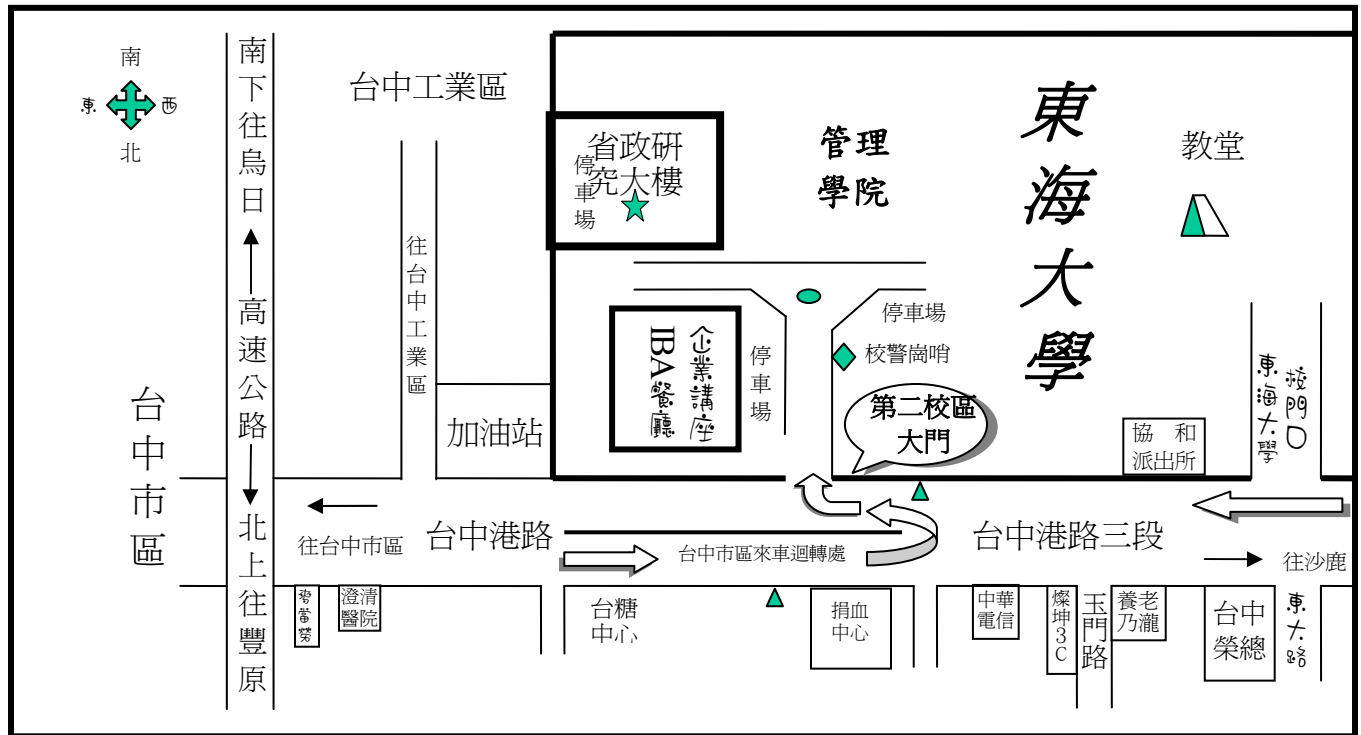 南
東
西
北
南下往烏日
高速公路
北上往豐原
台中市區
台中工業區
往台中工業區
加油站
省政研
究大樓
停車場
管理
學院
東海大學
教堂
企業講座
IBA餐廳
停車場
停車場
校警崗哨
第二校區
大門
協 和
派出所
東海大學
校門口
往台中市區
台中港路
台中市區來車迴轉處
台中港路三段
往沙鹿
麥當勞
澄清
醫院
台糖
中心
捐血
中心
中華
電信
燦坤3C
玉門路
養老
乃瀧
台中
榮總
東大路